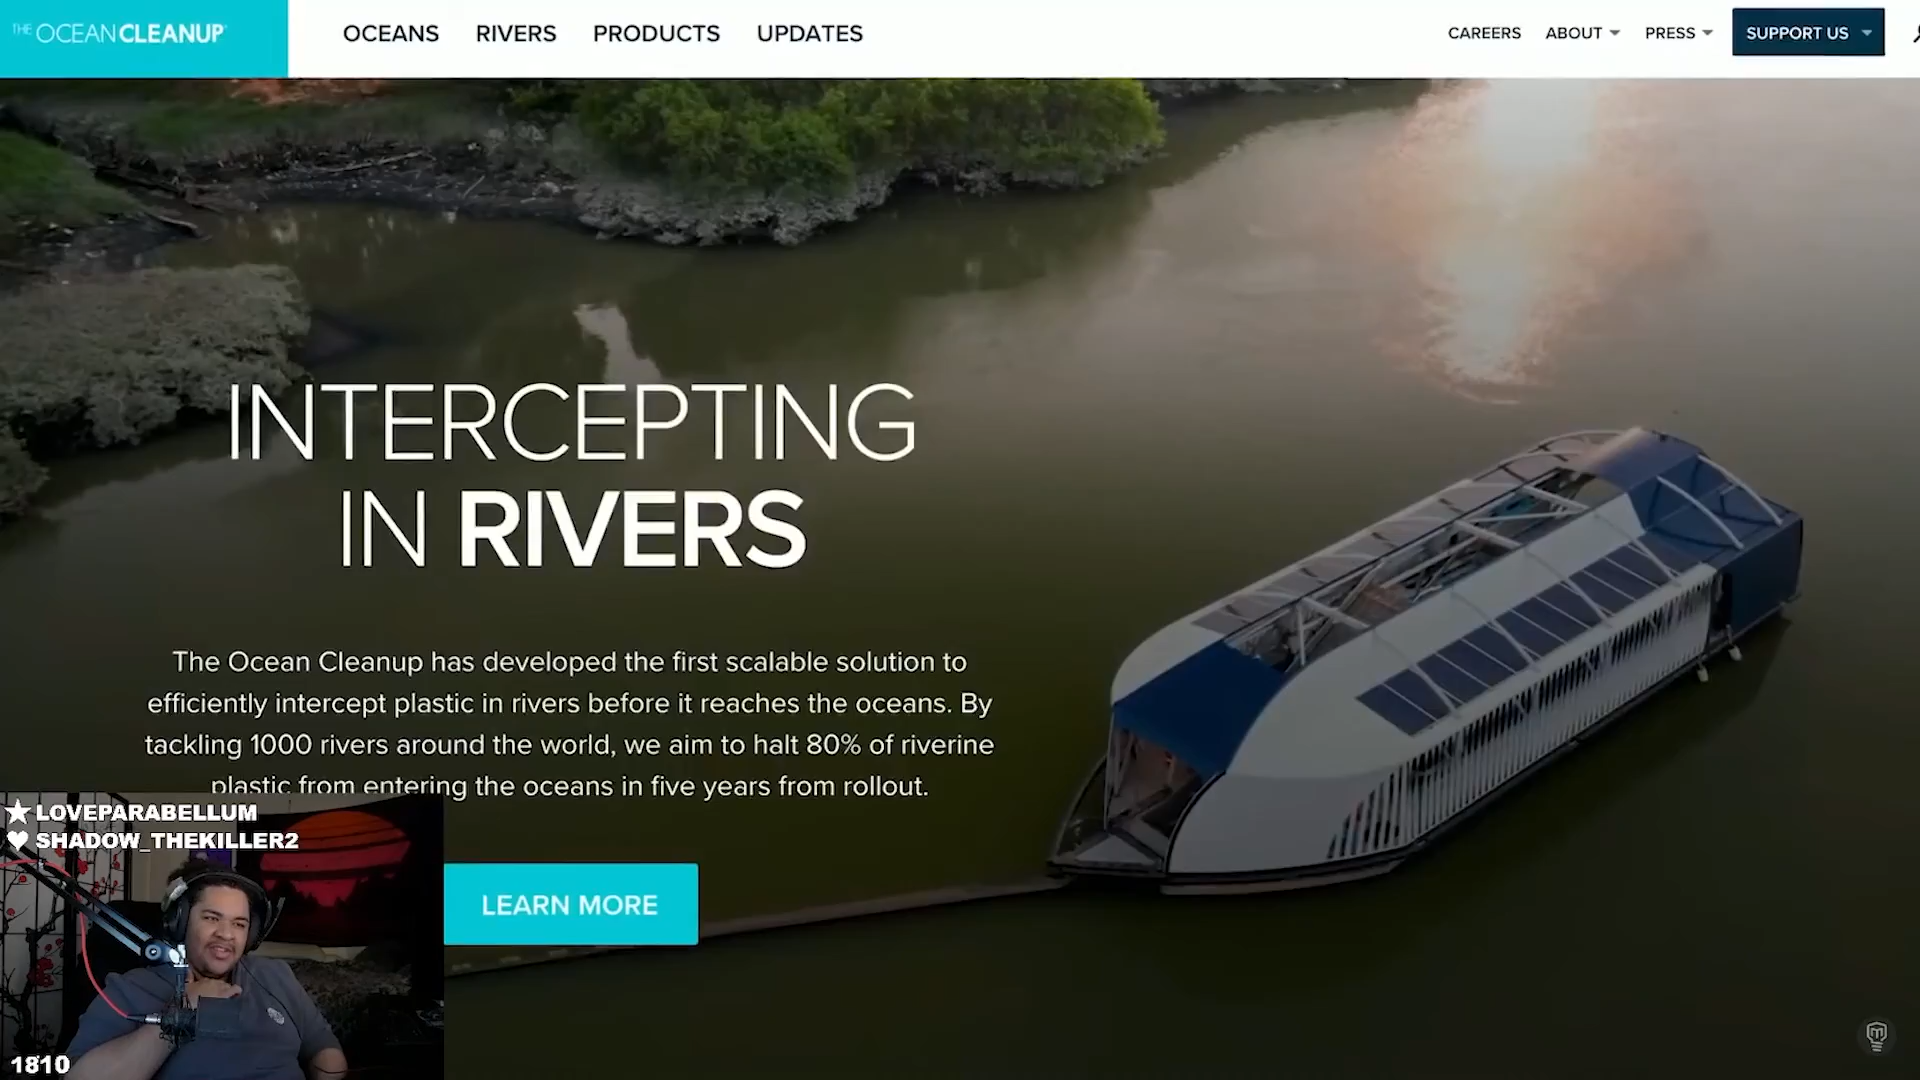 THE OCEAN CLEANUP
OCEANS RIVERS PRODUCTS UPDATES
CAREERS ABOUT PRESS SUPPORT US
INTERCEPTING
IN RIVERS
The Ocean Cleanup has developed the first scalable solution to
efficiently intercept plastic in rivers before it reaches the oceans. By
tackling 1000 rivers around the world, we aim to halt 80% of riverine
plastic from entering the oceans in five years from rollout.
LEARN MORE
LOVEPARABELLUM
SHADOW_THEKILLER2
1810